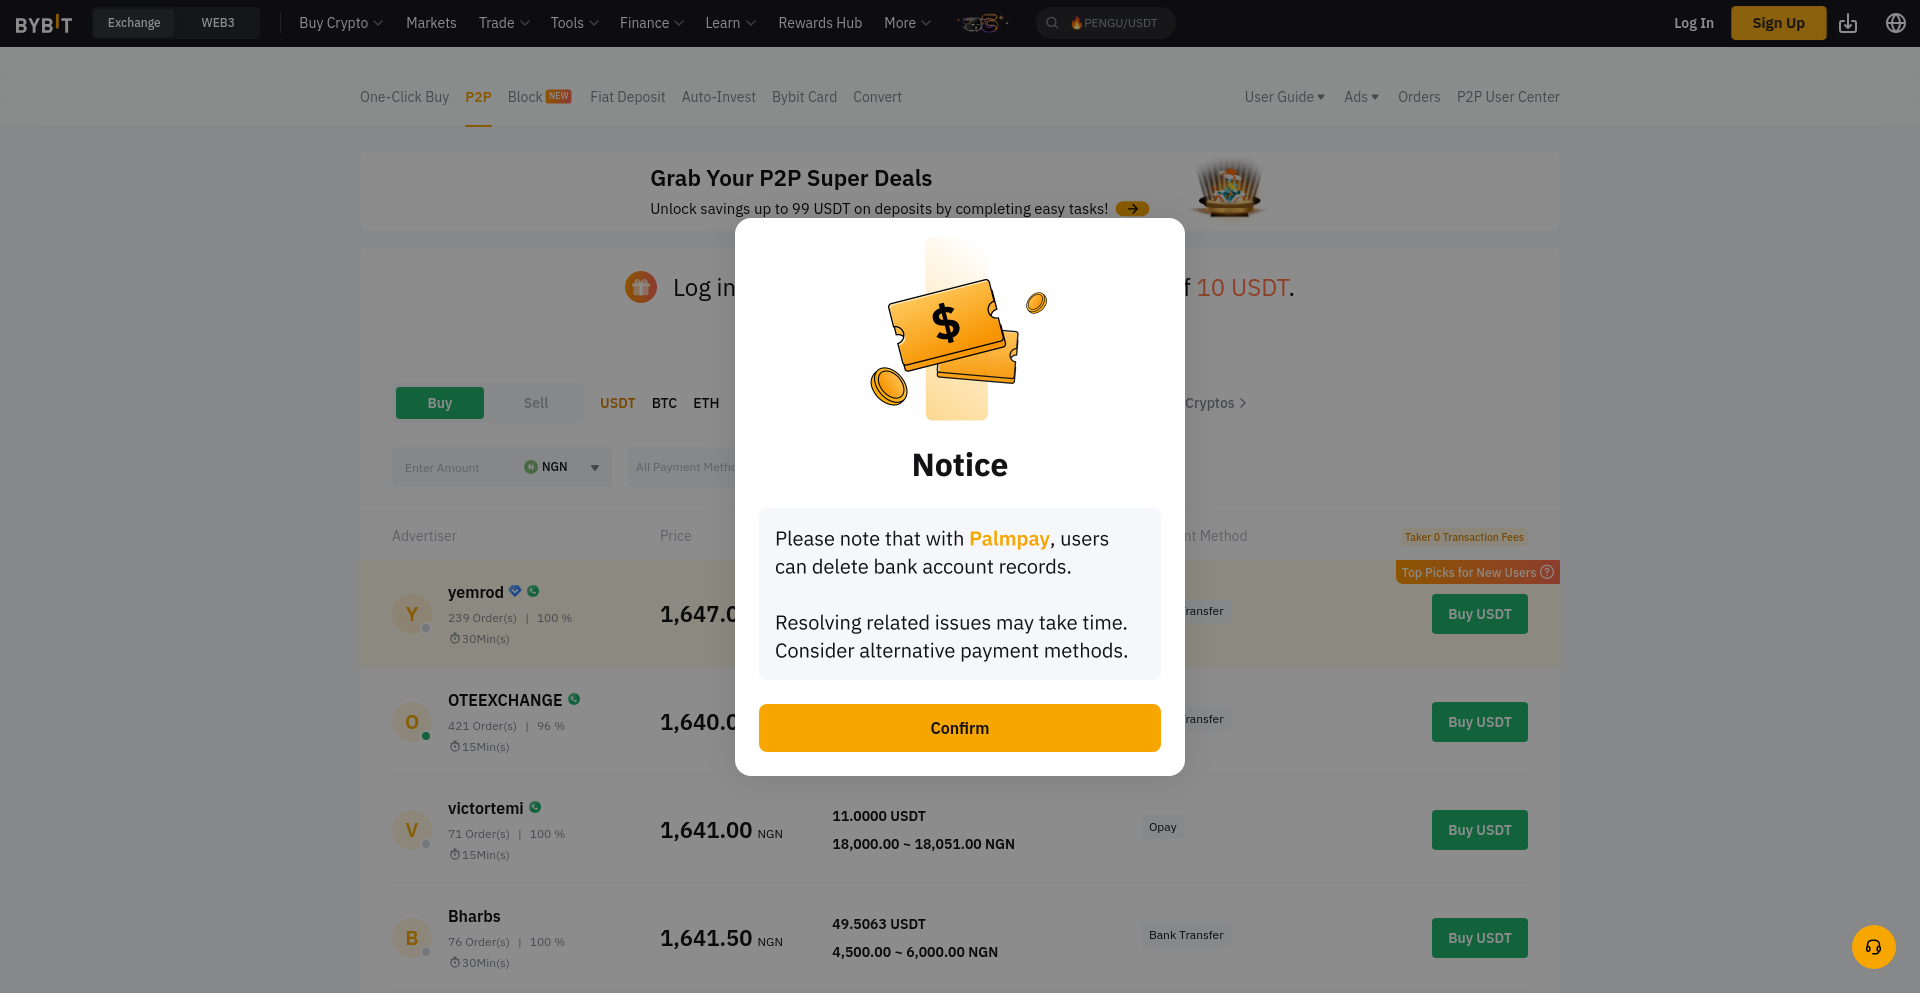 BYBIT
Exchange
WEB3
Buy Crypto
Markets
Trade
Tools
Finance
Learn
Rewards Hub
More
PENGU/USDT
Log In
Sign Up
One-Click Buy
P2P
Block NEW
Fiat Deposit
Auto-Invest
Bybit Card
Convert
User Guide
Ads
Orders
P2P User Center
Grab Your P2P Super Deals
Unlock savings up to 99 USDT on deposits by completing easy tasks!
Log in
10 USDT.
Buy
Sell
USDT
BTC
ETH
Cryptos
Enter Amount
NGN
All Payment
Advertiser
Price
Method
Taker 0 Transaction Fees
Top Picks for New Users
Y
yemrod
239 Order(s) | 100 %
30Min(s)
1,647.0
Buy USDT
O
OTEEXCHANGE
421 Order(s) | 96 %
15Min(s)
1,640.0
Buy USDT
V
victortemi
71 Order(s) | 100 %
15Min(s)
1,641.00 NGN
11.0000 USDT
18,000.00 ~ 18,051.00 NGN
Opay
Buy USDT
B
Bharbs
76 Order(s) | 100 %
30Min(s)
1,641.50 NGN
49.5063 USDT
4,500.00 ~ 6,000.00 NGN
Bank Transfer
Buy USDT
$
Notice
Please note that with Palmpay, users
can delete bank account records.
Resolving related issues may take time.
Consider alternative payment methods.
Confirm